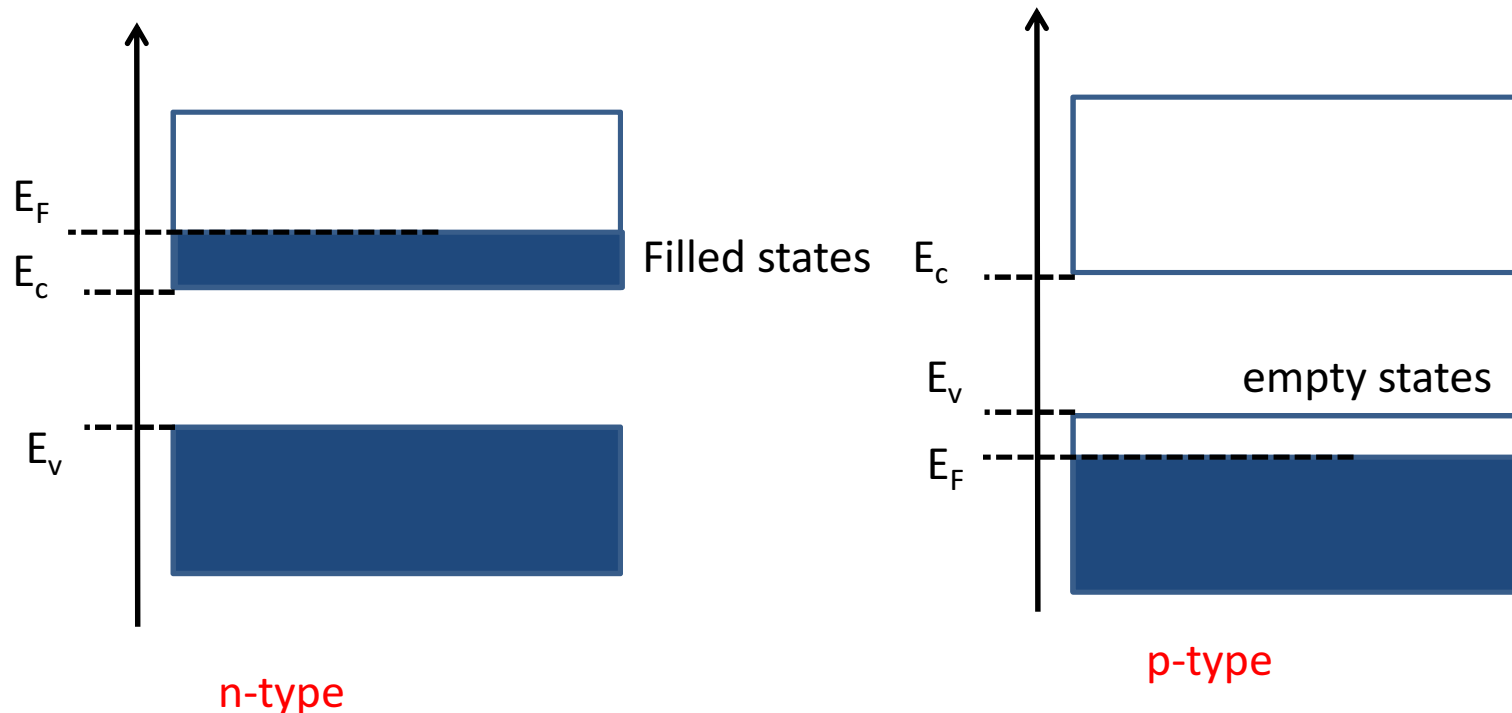 E_F
E_c
E_v
Filled states
n-type
E_c
E_v
empty states
E_F
p-type